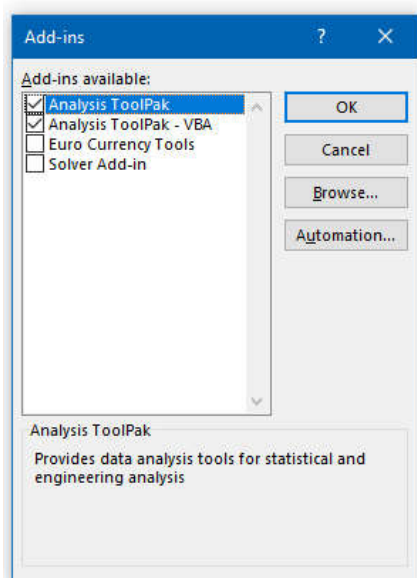 Add-ins ?
Add-ins available:
Analysis ToolPak
Analysis ToolPak - VBA
Euro Currency Tools
Solver Add-in
OK
Cancel
Browse...
Automation...
Analysis ToolPak
Provides data analysis tools for statistical and
engineering analysis